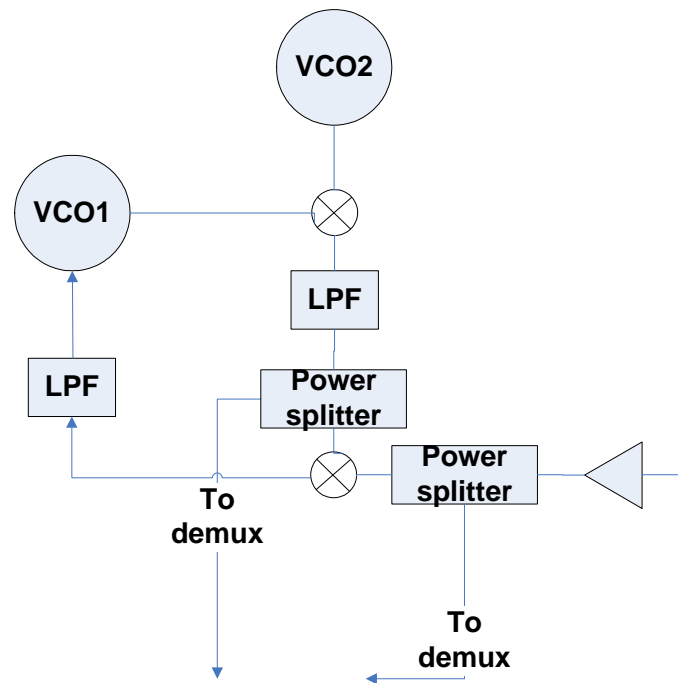 VCO2
VCO1
LPF
LPF
Power
splitter
Power
splitter
To
demux
To
demux